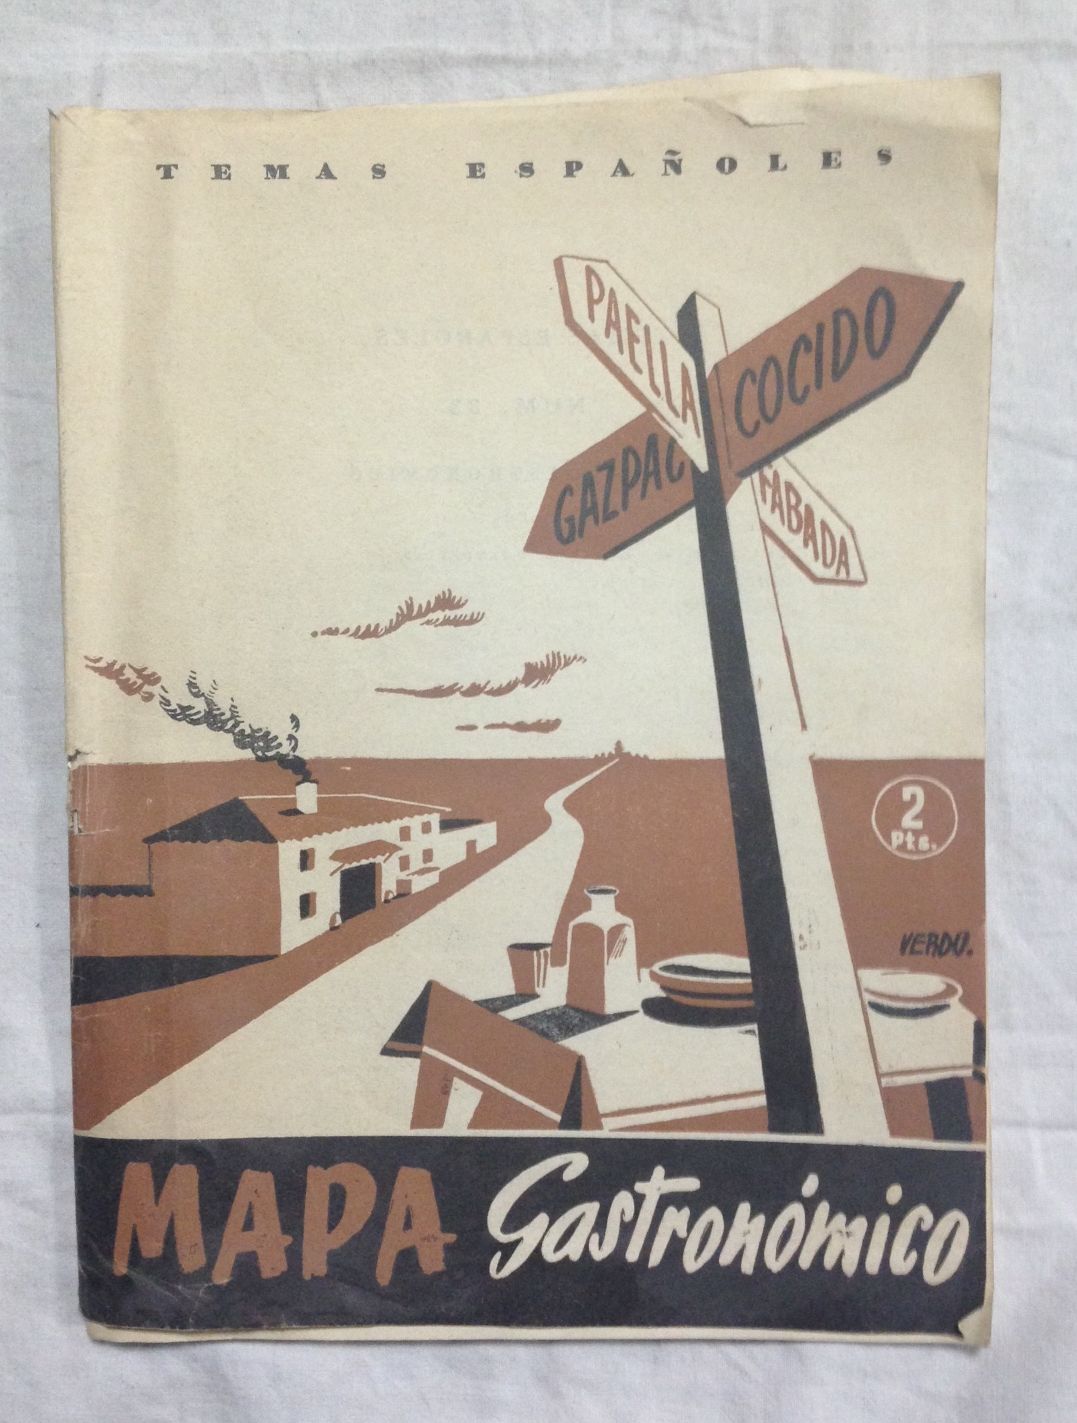 TEMAS ESPAÑOLES
PAELLA
COCIDO
GAZPAC
FABADA
2
Pts.
VERDU.
MAPA Gastronómico